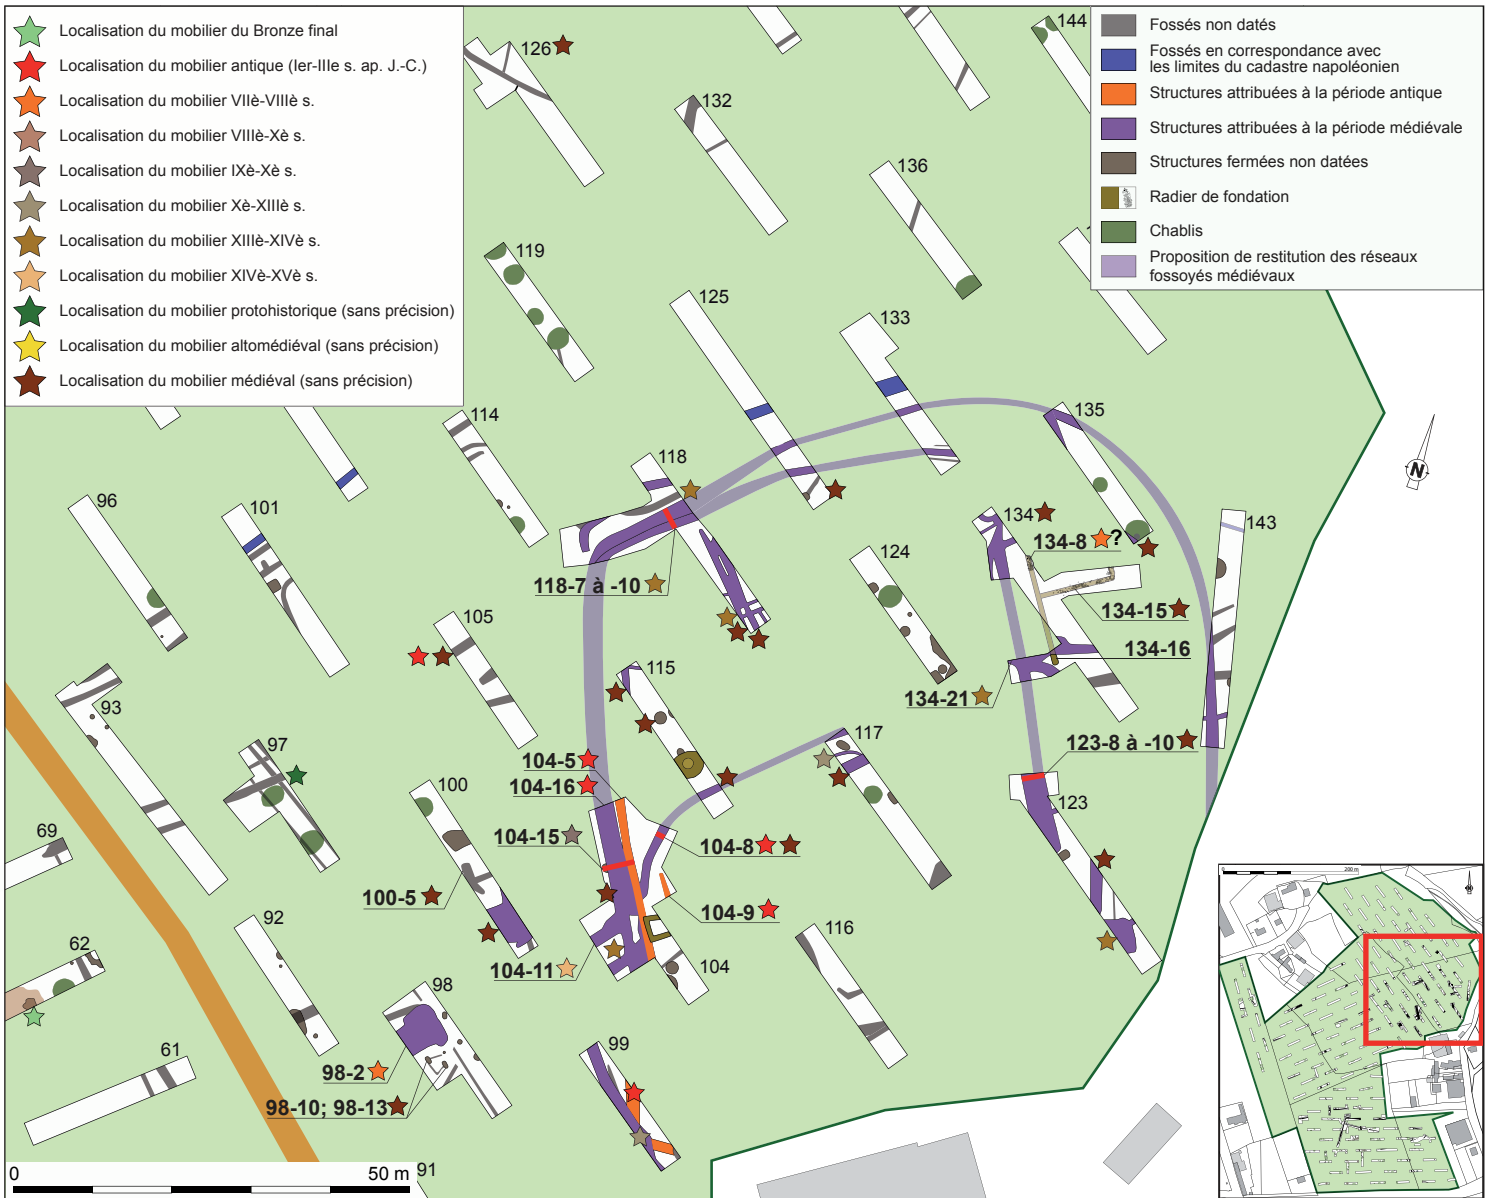 Localisation du mobilier du Bronze final
Localisation du mobilier antique (Ier-IIIe s. ap. J.-C.)
Localisation du mobilier VIIè-VIIIè s.
Localisation du mobilier VIIIè-Xè s.
Localisation du mobilier IXè-Xè s.
Localisation du mobilier Xè-XIIIè s.
Localisation du mobilier XIIIè-XIVè s.
Localisation du mobilier XIVè-XVè s.
Localisation du mobilier protohistorique (sans précision)
Localisation du mobilier altomédiéval (sans précision)
Localisation du mobilier médiéval (sans précision)
Fossés non datés
Fossés en correspondance avec
les limites du cadastre napoléonien
Structures attribuées à la période antique
Structures attribuées à la période médiévale
Structures fermées non datées
Radier de fondation
Chablis
Proposition de restitution des réseaux
fossoyés médiévaux
126
144
132
136
119
125
133
114
135
118
96
101
134
143
134-8 ?
124
118-7 à -10
105
134-15
134-16
115
134-21
93
97
117
123-8 à -10
104-5
104-16
100
123
69
104-15
104-8
100-5
104-9
92
116
62
104-11
104
98
61
99
98-2
98-10; 98-13
91
N
0
50 m
0
200 m